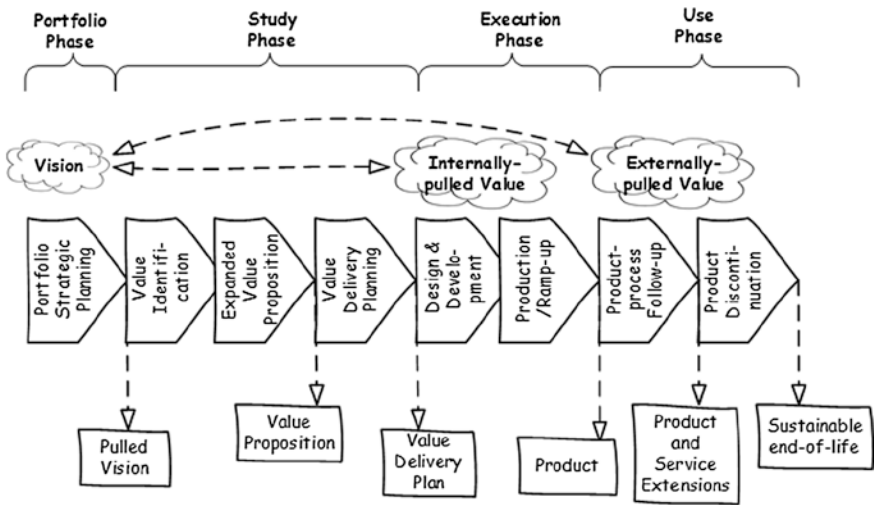 Portfolio
Phase
Study
Phase
Execution
Phase
Use
Phase
Vision
Internally-
pulled Value
Externally-
pulled Value
Portfolio
Strategic
Planning
Value
Identifi-
cation
Expanded
Value
Proposition
Value
Delivery
Planning
Design &
Develo-
pment
Production
/Ramp-up
Product-
process
Follow-up
Product
Disconti-
nuation
Pulled
Vision
Value
Proposition
Value
Delivery
Plan
Product
Product
and
Service
Extensions
Sustainable
end-of-life